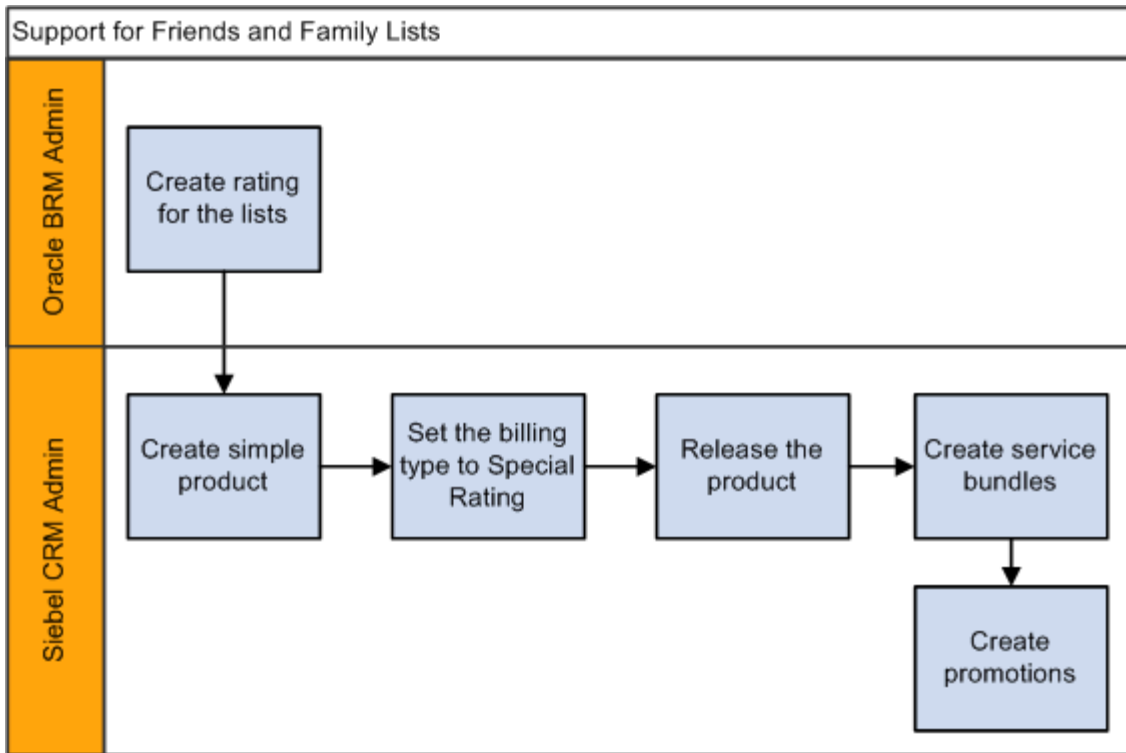 Support for Friends and Family Lists
Oracle BRM Admin
Create rating
for the lists
Siebel CRM Admin
Create simple
product
Set the billing
type to Special
Rating
Release the
product
Create service
bundles
Create
promotions